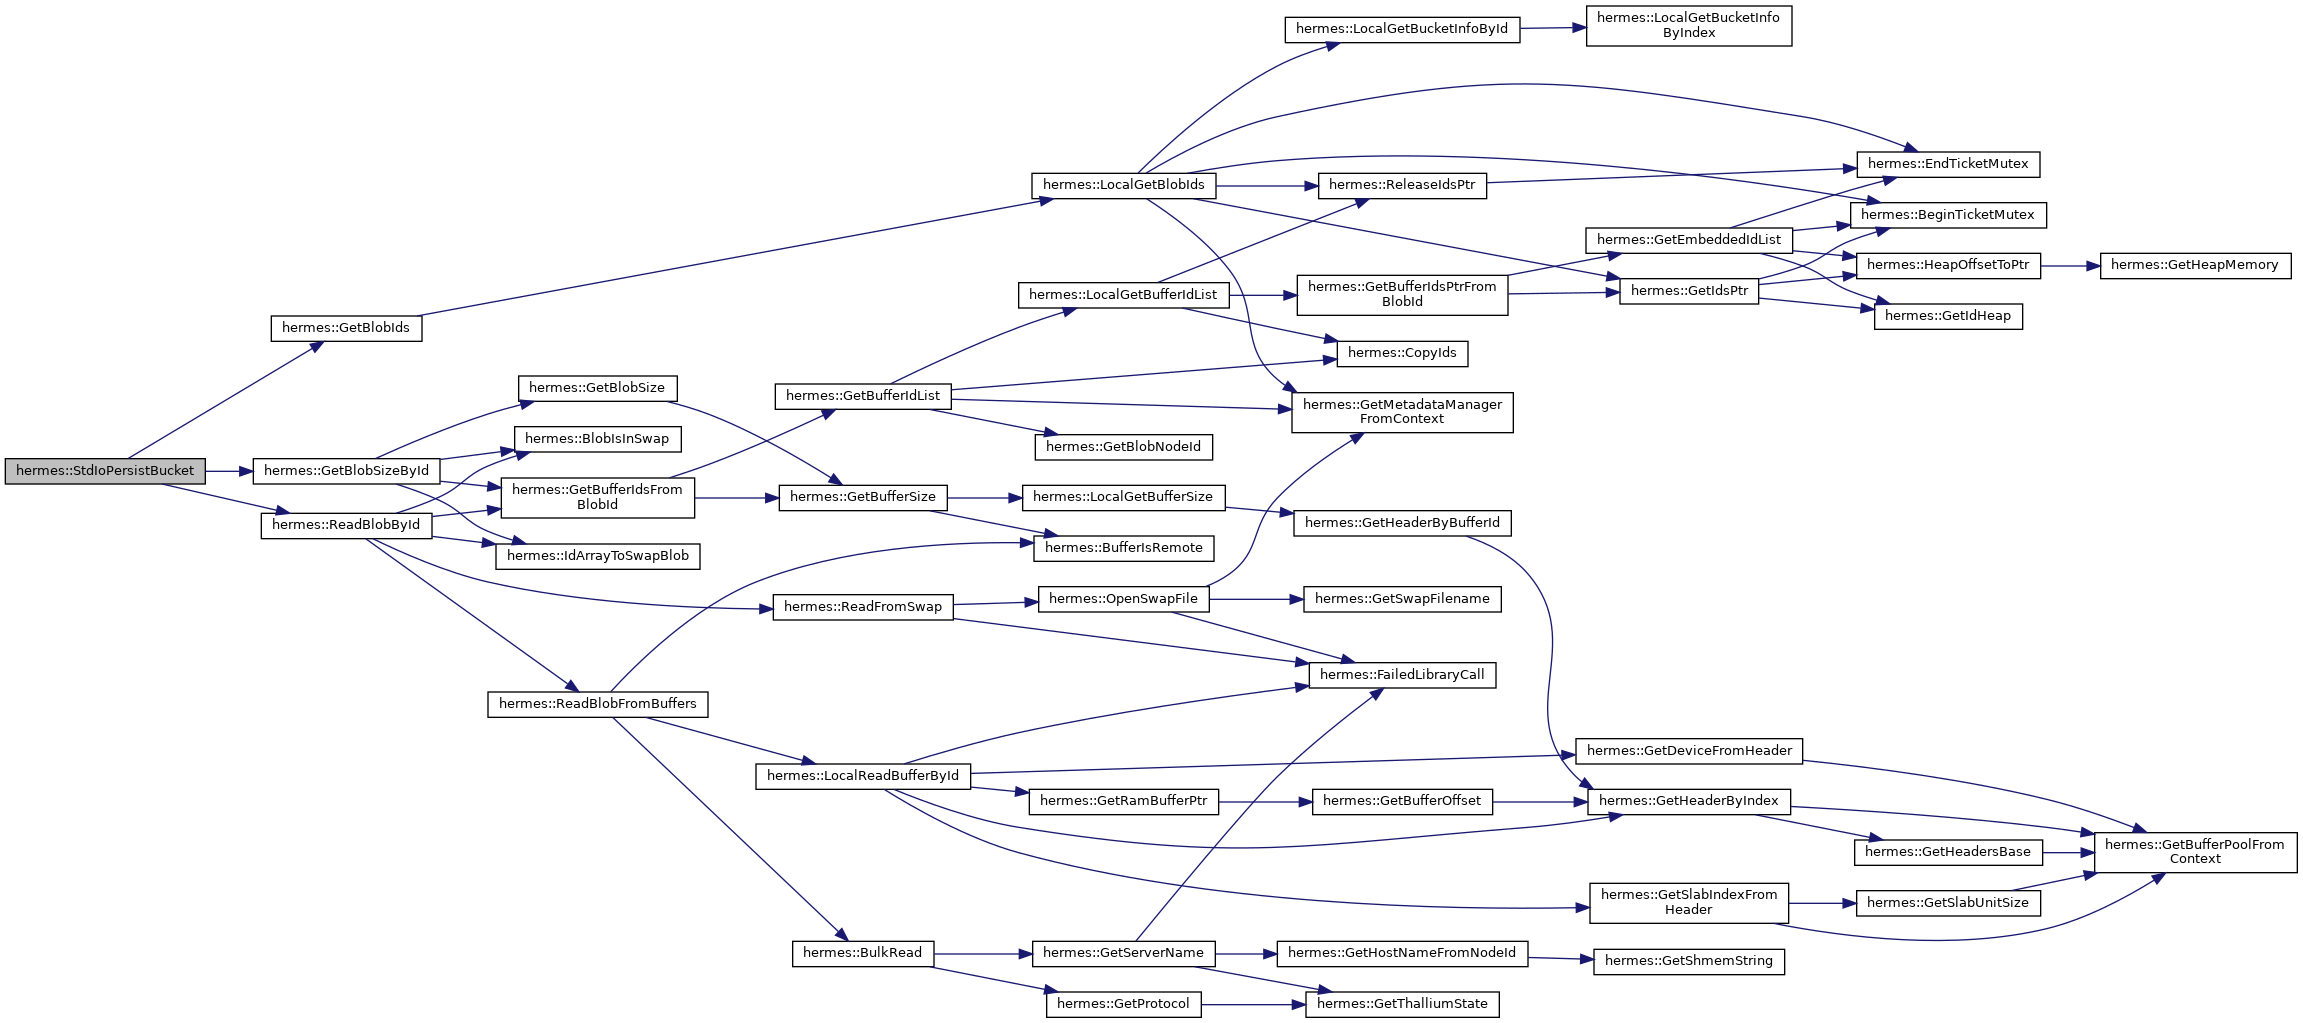 hermes::StdIoPersistBucket
hermes::GetBlobIds
hermes::GetBlobSizeById
hermes::ReadBlobById
hermes::GetBlobSize
hermes::BlobIsInSwap
hermes::GetBufferIdsFrom
BlobId
hermes::IdArrayToSwapBlob
hermes::ReadBlobFromBuffers
hermes::GetBufferIdList
hermes::GetBufferSize
hermes::ReadFromSwap
hermes::LocalReadBufferById
hermes::BulkRead
hermes::LocalGetBlobIds
hermes::LocalGetBufferIdList
hermes::GetBlobNodeId
hermes::LocalGetBufferSize
hermes::BufferIsRemote
hermes::OpenSwapFile
hermes::GetRamBufferPtr
hermes::GetServerName
hermes::GetProtocol
hermes::LocalGetBucketInfoById
hermes::ReleaseIdsPtr
hermes::GetBufferIdsPtrFrom
BlobId
hermes::CopyIds
hermes::GetMetadataManager
FromContext
hermes::GetHeaderByBufferId
hermes::GetSwapFilename
hermes::FailedLibraryCall
hermes::GetBufferOffset
hermes::GetHostNameFromNodeId
hermes::GetThalliumState
hermes::LocalGetBucketInfo
ByIndex
hermes::GetEmbeddedIdList
hermes::GetIdsPtr
hermes::GetDeviceFromHeader
hermes::GetHeaderByIndex
hermes::GetSlabIndexFrom
Header
hermes::GetShmemString
hermes::EndTicketMutex
hermes::BeginTicketMutex
hermes::HeapOffsetToPtr
hermes::GetIdHeap
hermes::GetHeadersBase
hermes::GetSlabUnitSize
hermes::GetHeapMemory
hermes::GetBufferPoolFrom
Context